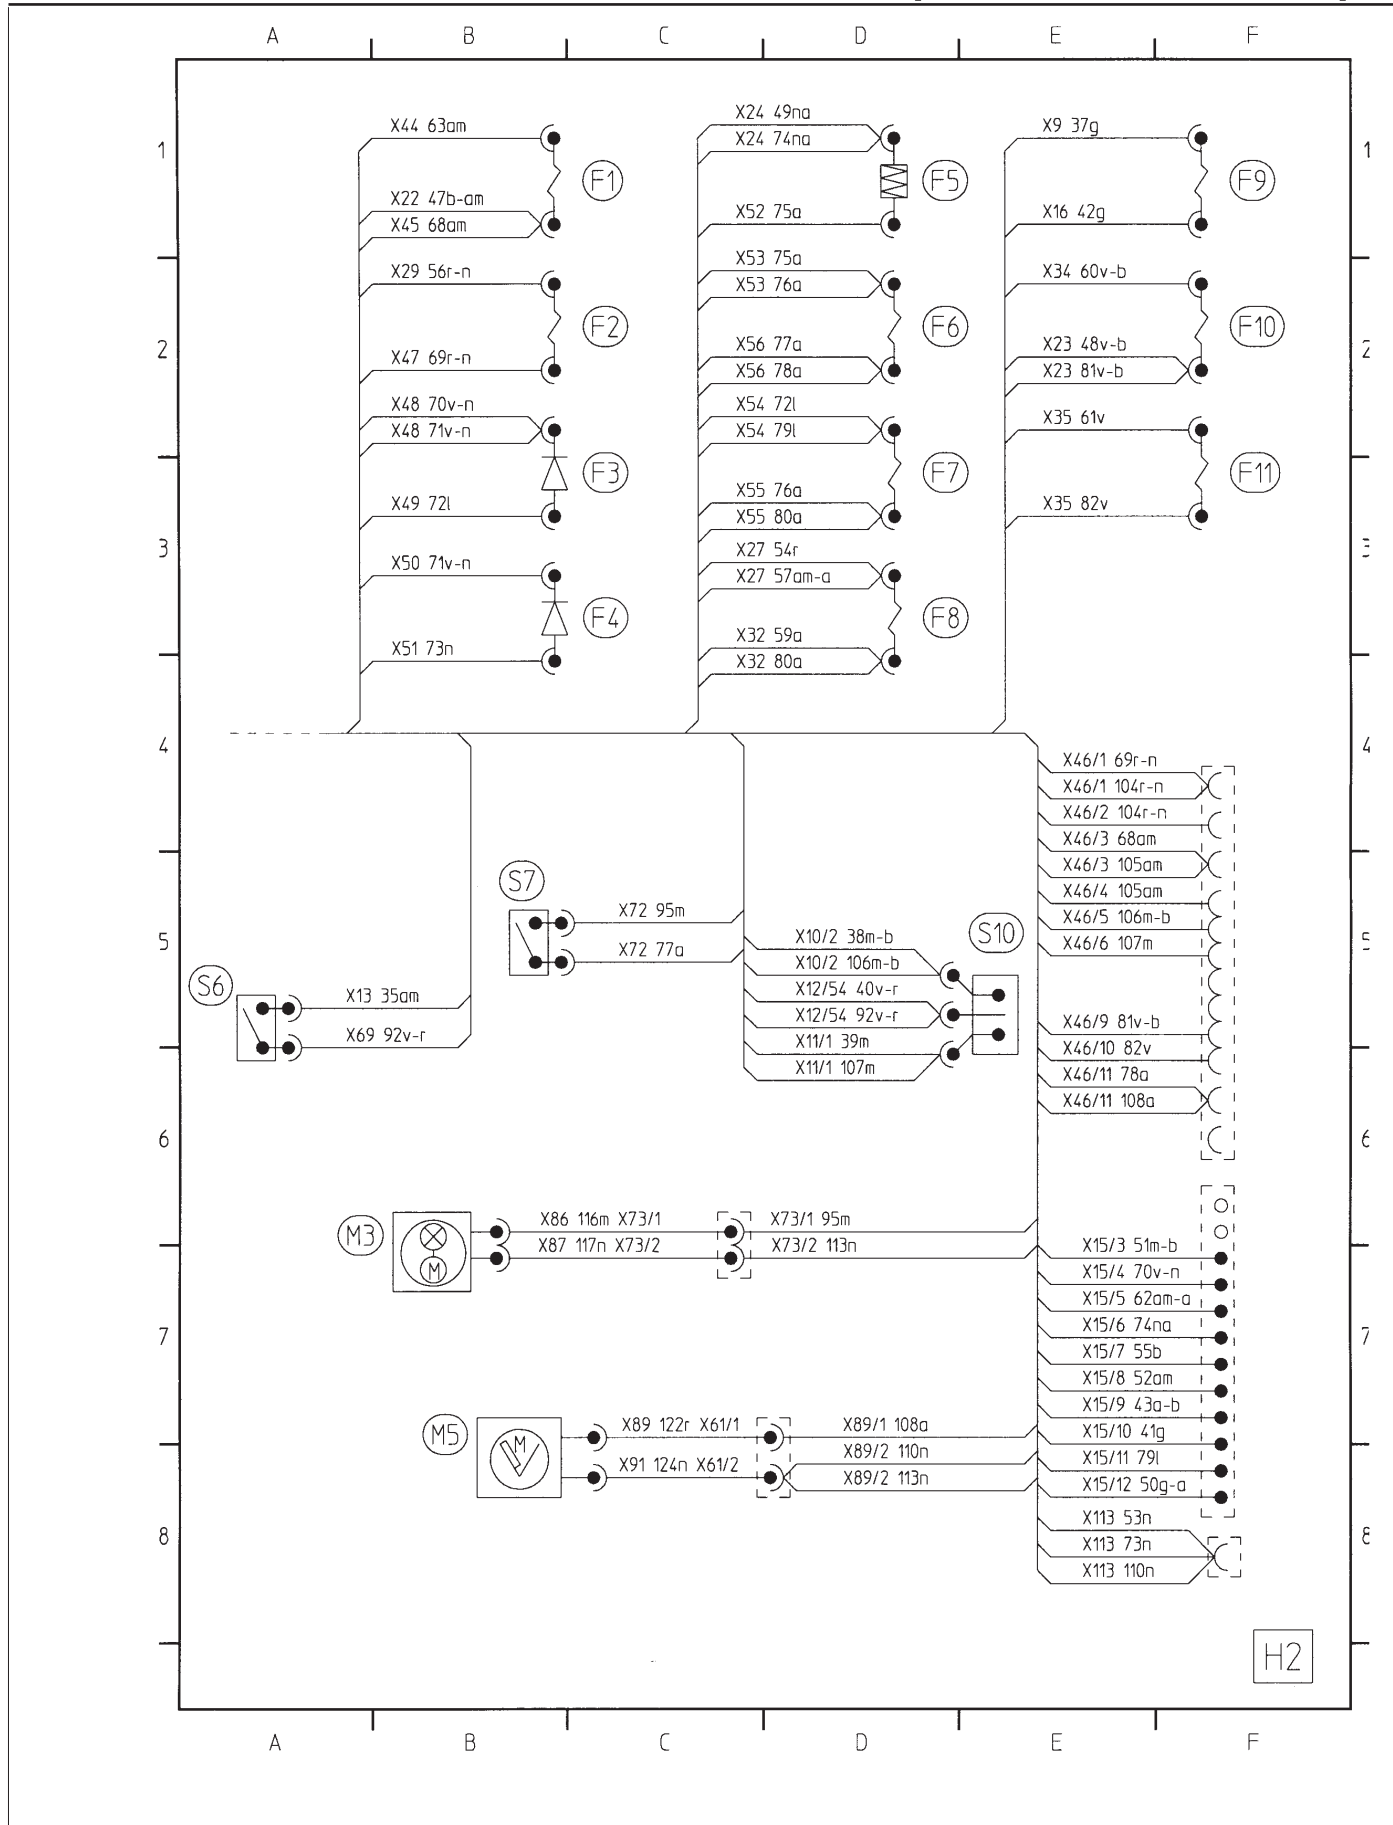 A B C D E F
1 1
X44 63am
F1
X22 47b-am
X45 68am
X29 56r-n
F2
X47 69r-n
X48 70v-n
X48 71v-n
F3
X49 72l
X50 71v-n
F4
X51 73n
X24 49na
X24 74na
F5
X52 75a
X53 75a
X53 76a
F6
X56 77a
X56 78a
X54 72l
X54 79l
F7
X55 76a
X55 80a
X27 54r
X27 57am-a
F8
X32 59a
X32 80a
X9 37g
F9
X16 42g
X34 60v-b
F10
X23 48v-b
X23 81v-b
X35 61v
F11
X35 82v
2 2
3 3
4 4
X46/1 69r-n
X46/1 104r-n
X46/2 104r-n
X46/3 68am
X46/3 105am
X46/4 105am
X46/5 106m-b
X46/6 107m
X46/9 81v-b
X46/10 82v
X46/11 78a
X46/11 108a
S7
X72 95m
X72 77a
5 5
S10
X10/2 38m-b
X10/2 106m-b
X12/54 40v-r
X12/54 92v-r
X11/1 39m
X11/1 107m
S6
X13 35am
X69 92v-r
6 6
M3
M
X86 116m X73/1
X87 117n X73/2
X73/1 95m
X73/2 113n
X15/3 51m-b
X15/4 70v-n
X15/5 62am-a
X15/6 74na
X15/7 55b
X15/8 52am
X15/9 43a-b
X15/10 41g
X15/11 79l
X15/12 50g-a
7 7
M5
M
X89 122r X61/1
X91 124n X61/2
X89/1 108a
X89/2 110n
X89/2 113n
X113 53n
X113 73n
X113 110n
8 8
H2
A B C D E F